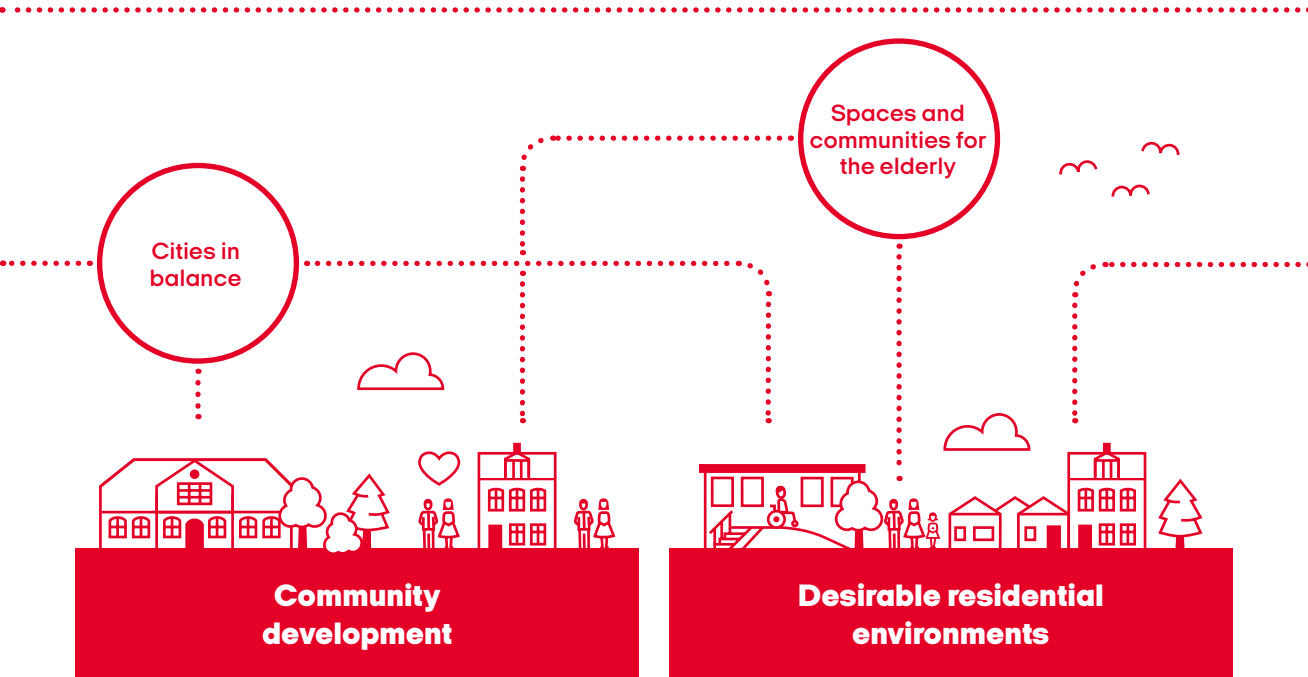 Spaces and
communities for
the elderly
Cities in
balance
Community
development
Desirable residential
environments